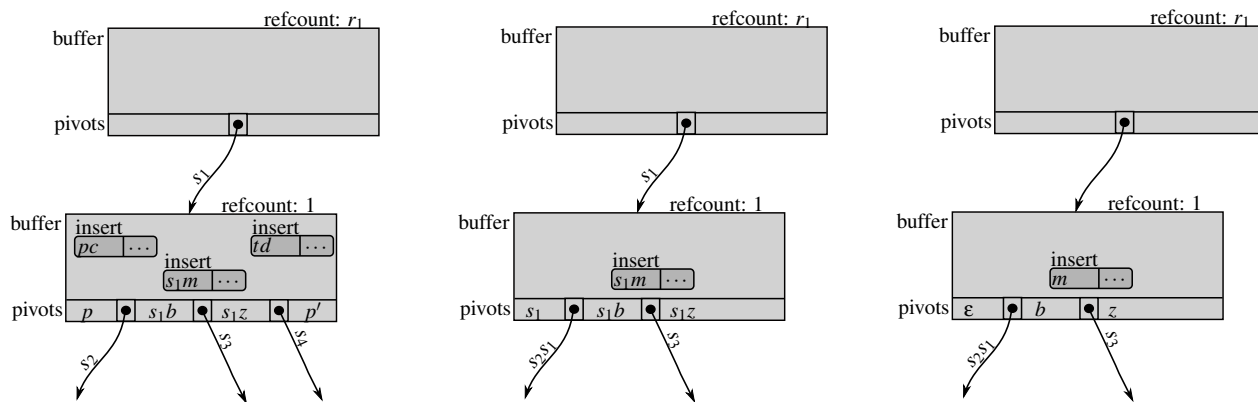 refcount: r₁
buffer
pivots
s₁
refcount: 1
buffer
insert
pc ...
insert
td ...
insert
s₁m ...
pivots p s₁b s₁z p′
s₂ s₃ s₄
refcount: r₁
buffer
pivots
s₁
refcount: 1
buffer
insert
s₁m ...
pivots s₁ s₁b s₁z
s₂s₁ s₃
refcount: r₁
buffer
pivots
refcount: 1
buffer
insert
m ...
pivots ε b z
s₂s₁ s₃